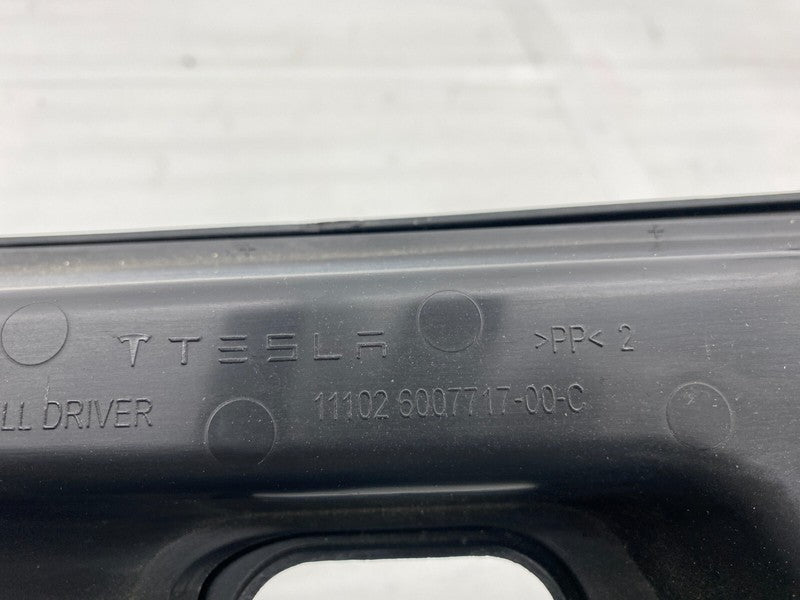 TESLA >PP< 2
LL DRIVER 11102 6007717-00-C